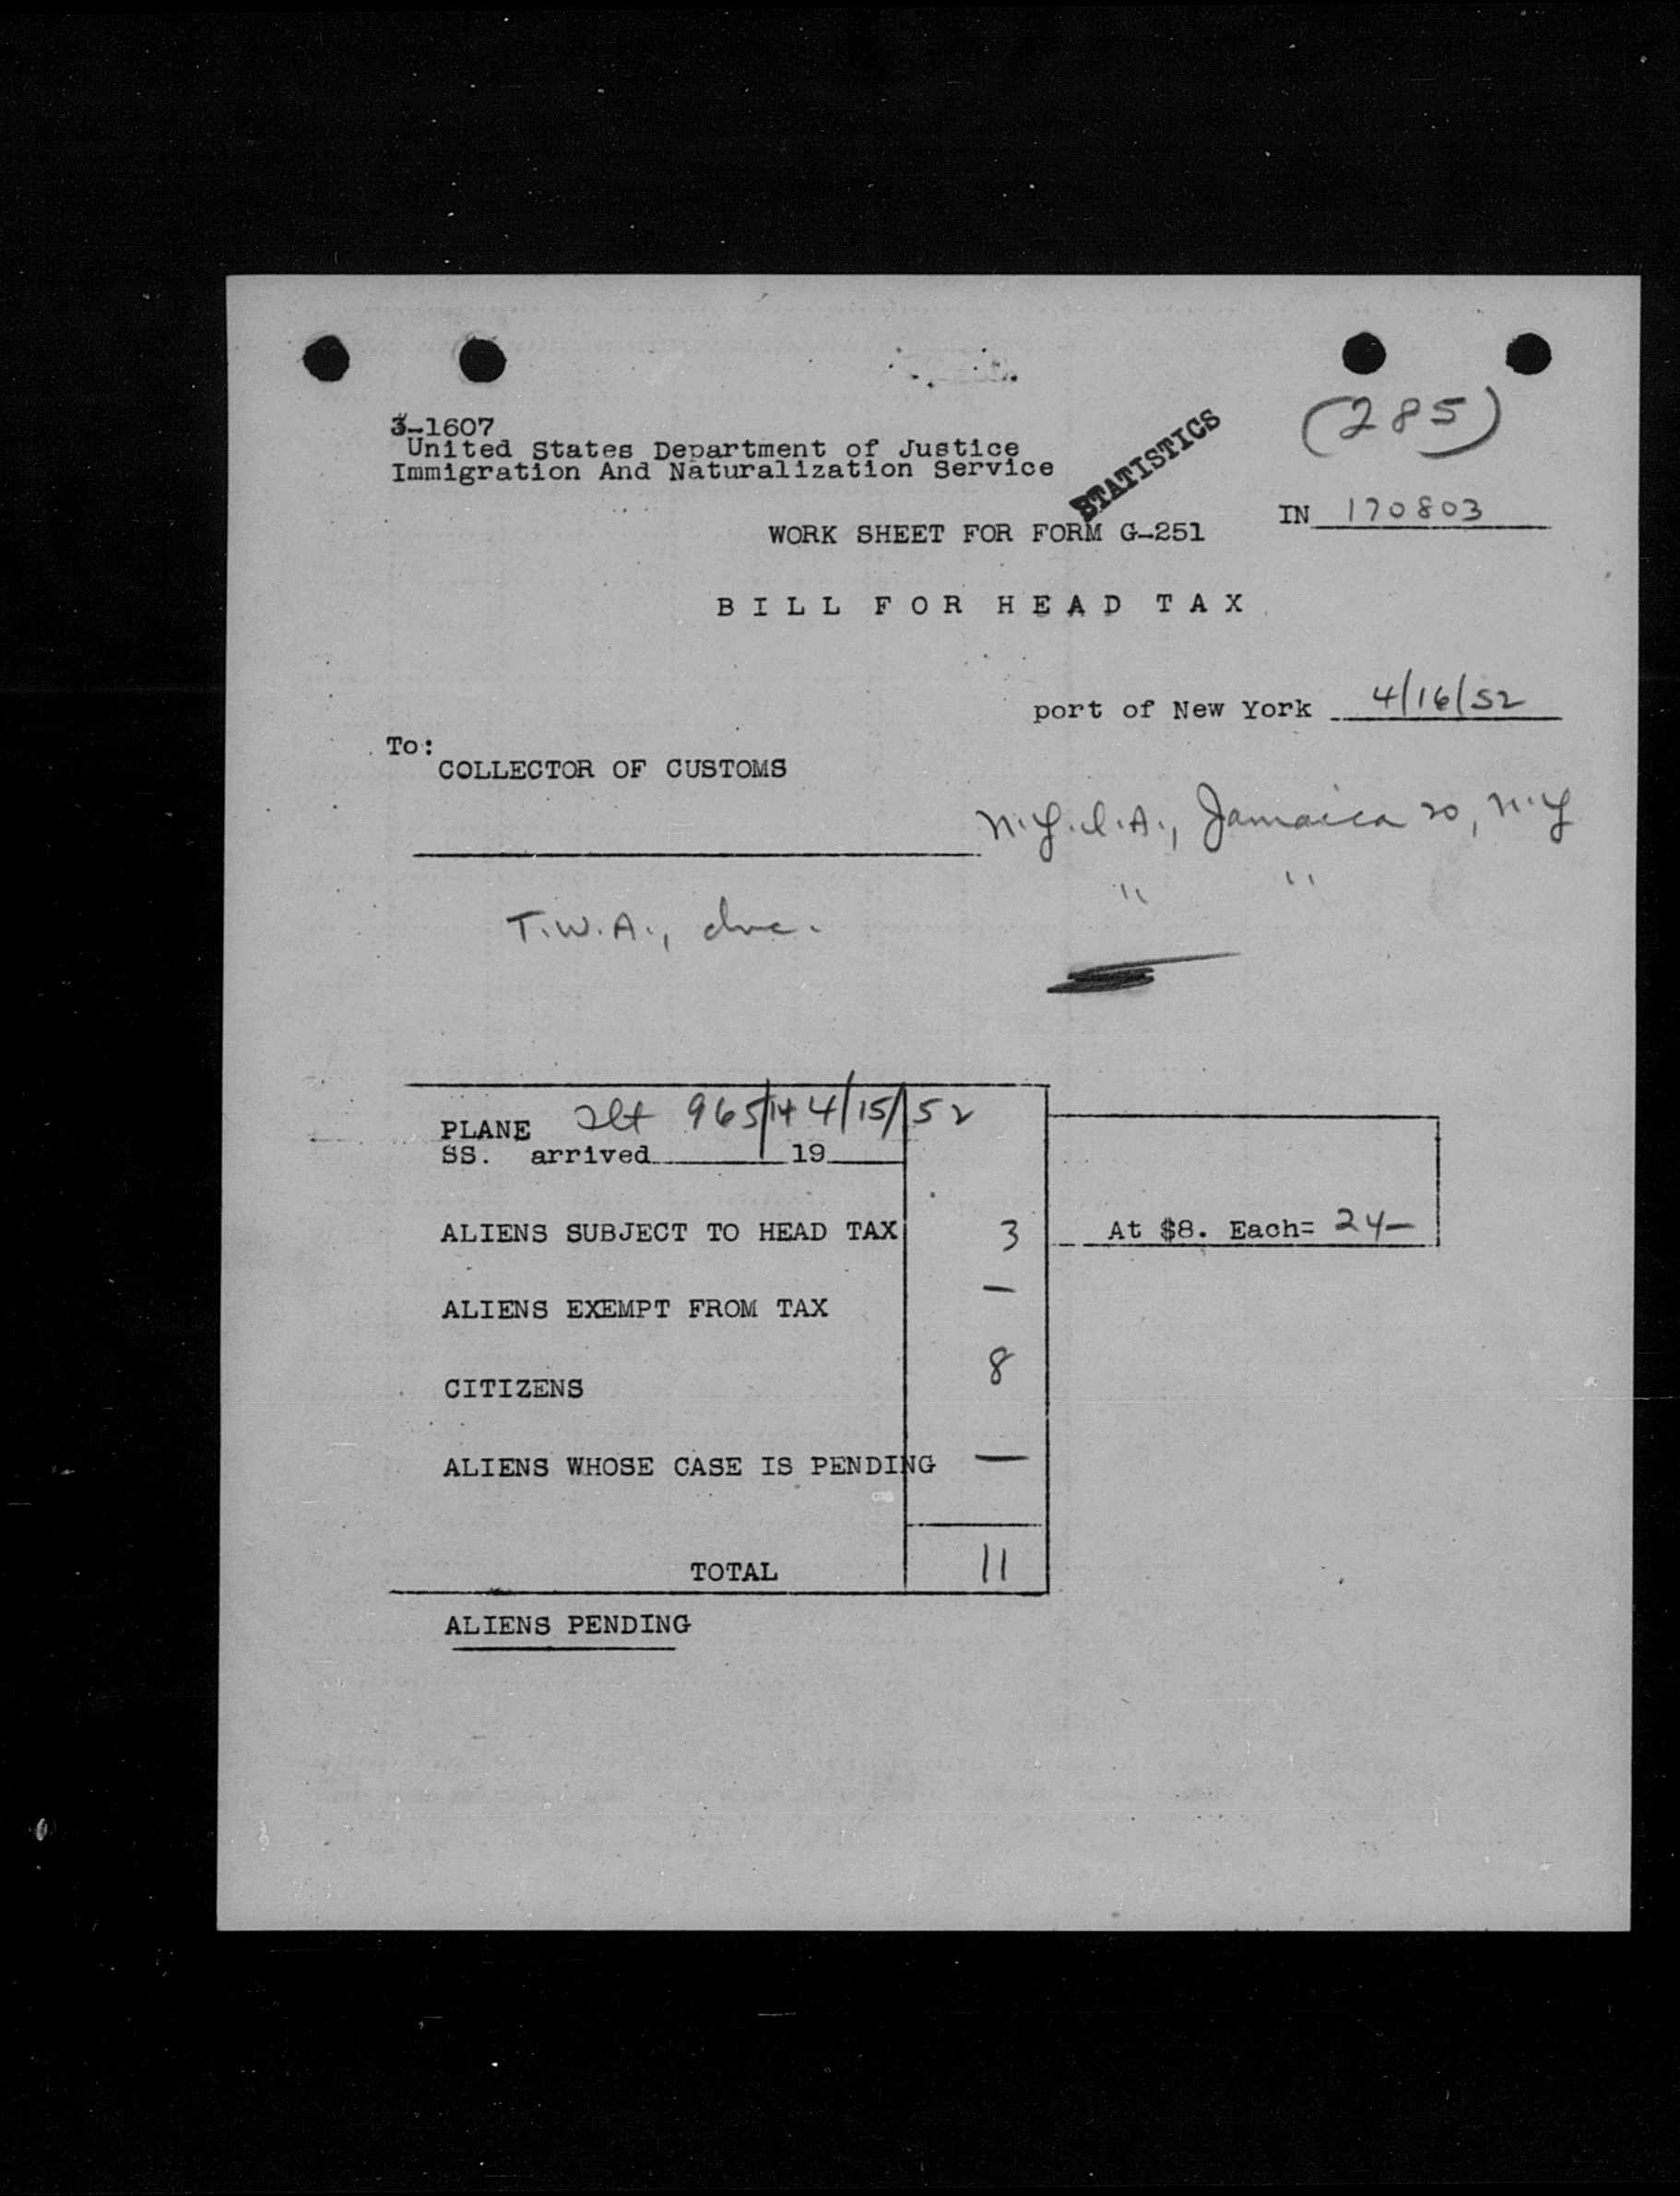 (285)
3-1607
United States Department of Justice
Immigration And Naturalization Service
STATISTICS
IN 170803
WORK SHEET FOR FORM G-251
BILL FOR HEAD TAX
port of New York 4/16/52
To:
COLLECTOR OF CUSTOMS
N.Y.I.A., Jamaica 20, N.Y
" "
T.W.A., Inc.
PLANE flt 965/14 4/15/52
SS. arrived 19
ALIENS SUBJECT TO HEAD TAX 3 At $8. Each= 24—
ALIENS EXEMPT FROM TAX —
CITIZENS 8
ALIENS WHOSE CASE IS PENDING —
TOTAL 11
ALIENS PENDING